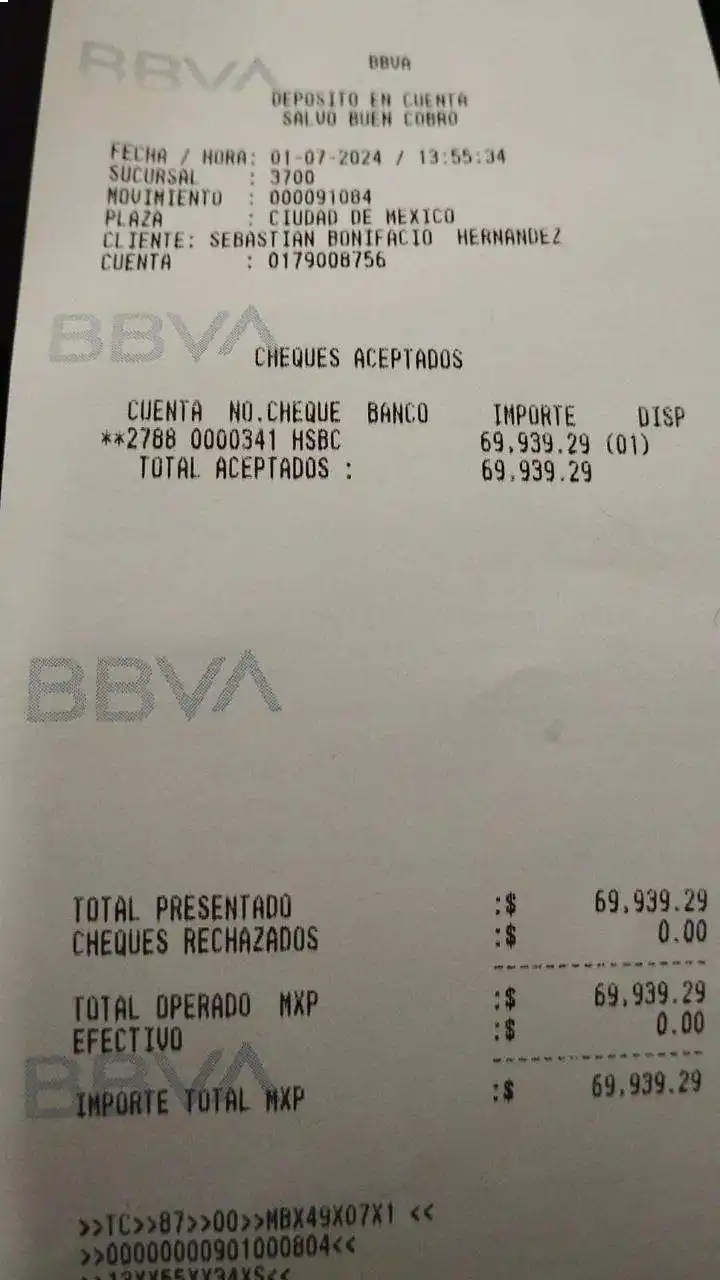 BBVA
BBVA
DEPOSITO EN CUENTA
SALVO BUEN COBRO
FECHA / HORA: 01-07-2024 / 13:55:34
SUCURSAL : 3700
MOVIMIENTO : 000091084
PLAZA : CIUDAD DE MEXICO
CLIENTE: SEBASTIAN BONIFACIO HERNANDEZ
CUENTA : 0179008756
BBVA
CHEQUES ACEPTADOS
CUENTA NO.CHEQUE BANCO IMPORTE DISP
**2788 0000341 HSBC 69,939.29 (01)
TOTAL ACEPTADOS : 69,939.29
BBVA
TOTAL PRESENTADO :$ 69,939.29
CHEQUES RECHAZADOS :$ 0.00
TOTAL OPERADO MXP :$ 69,939.29
EFECTIVO :$ 0.00
BBVA
IMPORTE TOTAL MXP :$ 69,939.29
>>TC>>87>>00>>MBX49X07X1 <<
>>00000000901000804<<